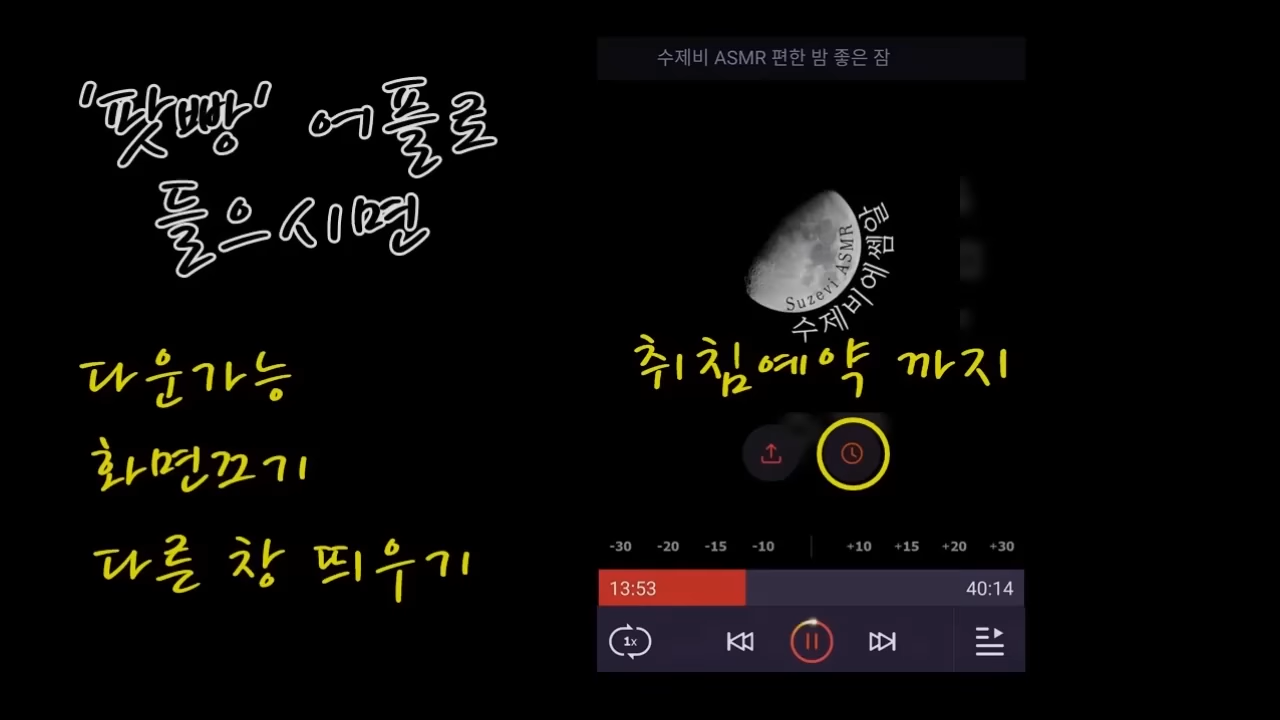 '팟빵' 어플로
들으시면
다운가능
화면끄기
다른 창 띄우기
수제비 ASMR 편한 밤 좋은 잠
Suzevi ASMR
수제비에쎔알
취침예약 까지
-30 -20 -15 -10 +10 +15 +20 +30
13:53 40:14
1x